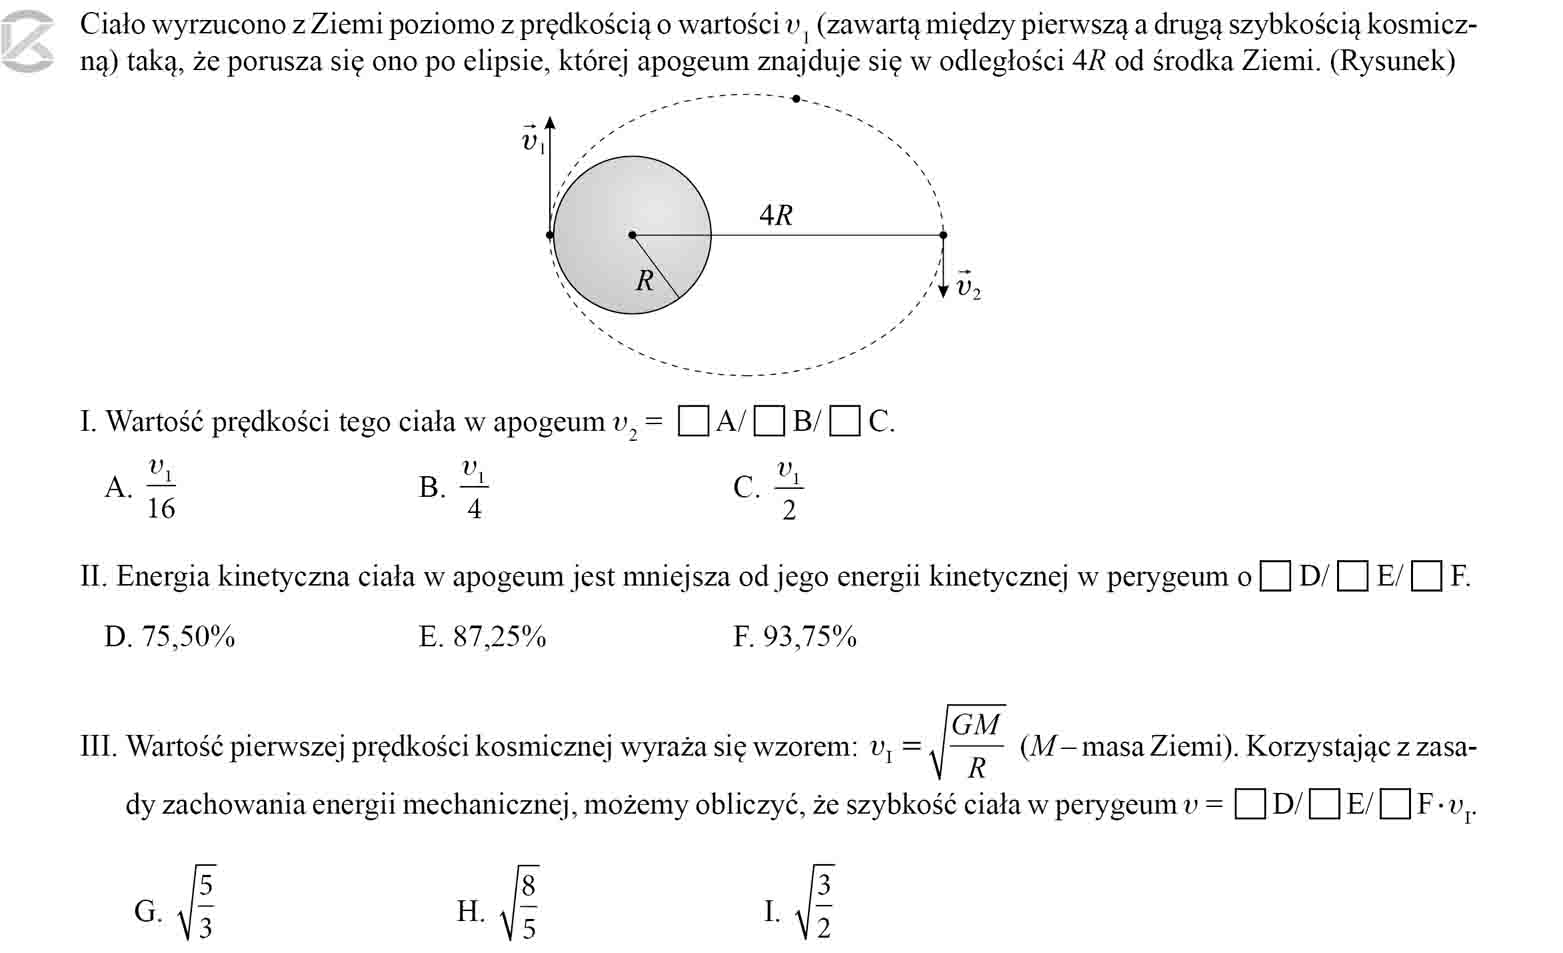 Ciało wyrzucono z Ziemi poziomo z prędkością o wartości v₁ (zawartą między pierwszą a drugą szybkością kosmicz-
ną) taką, że porusza się ono po elipsie, której apogeum znajduje się w odległości 4R od środka Ziemi. (Rysunek)
v⃗₁
4R
R
v⃗₂
I. Wartość prędkości tego ciała w apogeum v₂ = □ A/ □ B/ □ C.
A. v₁/16 B. v₁/4 C. v₁/2
II. Energia kinetyczna ciała w apogeum jest mniejsza od jego energii kinetycznej w perygeum o □ D/ □ E/ □ F.
D. 75,50% E. 87,25% F. 93,75%
III. Wartość pierwszej prędkości kosmicznej wyraża się wzorem: v_I = √(GM/R) (M – masa Ziemi). Korzystając z zasa-
dy zachowania energii mechanicznej, możemy obliczyć, że szybkość ciała w perygeum v = □ D/ □ E/ □ F · v_I.
G. √(5/3) H. √(8/5) I. √(3/2)